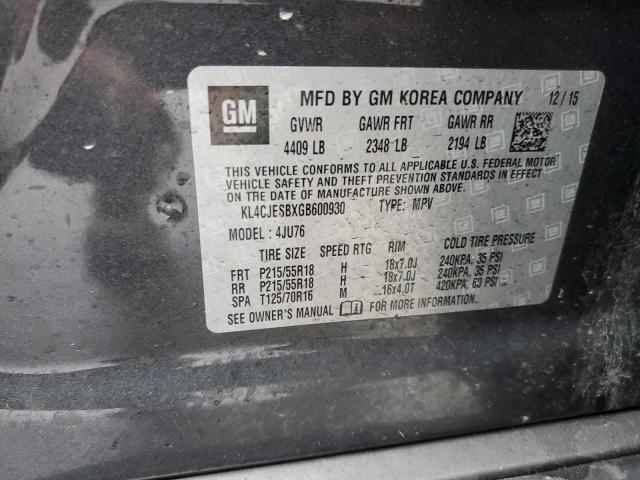 GM
MFD BY GM KOREA COMPANY 12/15
GVWR GAWR FRT GAWR RR
4409 LB 2348 LB 2194 LB
THIS VEHICLE CONFORMS TO ALL APPLICABLE U.S. FEDERAL MOTOR
VEHICLE SAFETY AND THEFT PREVENTION STANDARDS IN EFFECT
ON THE DATE OF MANUFACTURE SHOWN ABOVE.
KL4CJESBXGB600930 TYPE: MPV
MODEL: 4JU76
TIRE SIZE SPEED RTG RIM COLD TIRE PRESSURE
FRT P215/55R18 H 18x7.0J 240KPA, 35 PSI
RR P215/55R18 H 18x7.0J 240KPA, 35 PSI
SPA T125/70R16 M 16x4.0T 420KPA, 60 PSI
SEE OWNER'S MANUAL FOR MORE INFORMATION.